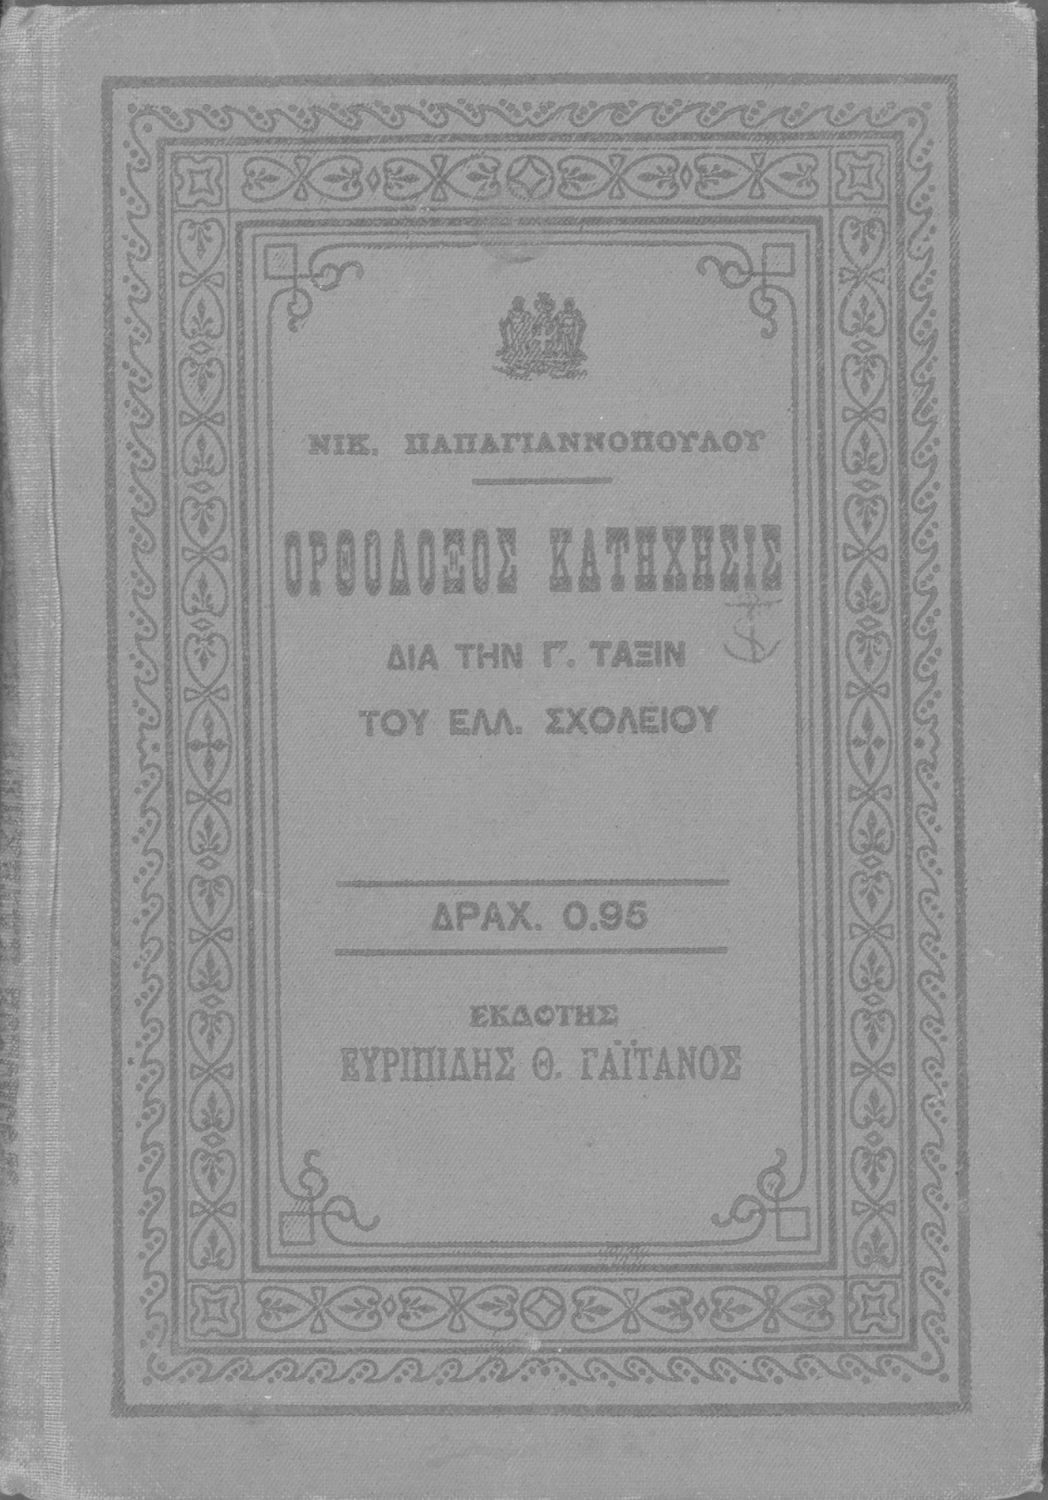 ΝΙΚ. ΠΑΠΑΓΙΑΝΝΟΠΟΥΛΟΥ
ΟΡΘΟΔΟΞΟΣ ΚΑΤΗΧΗΣΙΣ
ΔΙΑ ΤΗΝ Γ'. ΤΑΞΙΝ
ΤΟΥ ΕΛΛ. ΣΧΟΛΕΙΟΥ
ΔΡΑΧ. 0.95
ΕΚΔΟΤΗΣ
ΕΥΡΙΠΙΔΗΣ Θ. ΓΑΪΤΑΝΟΣ